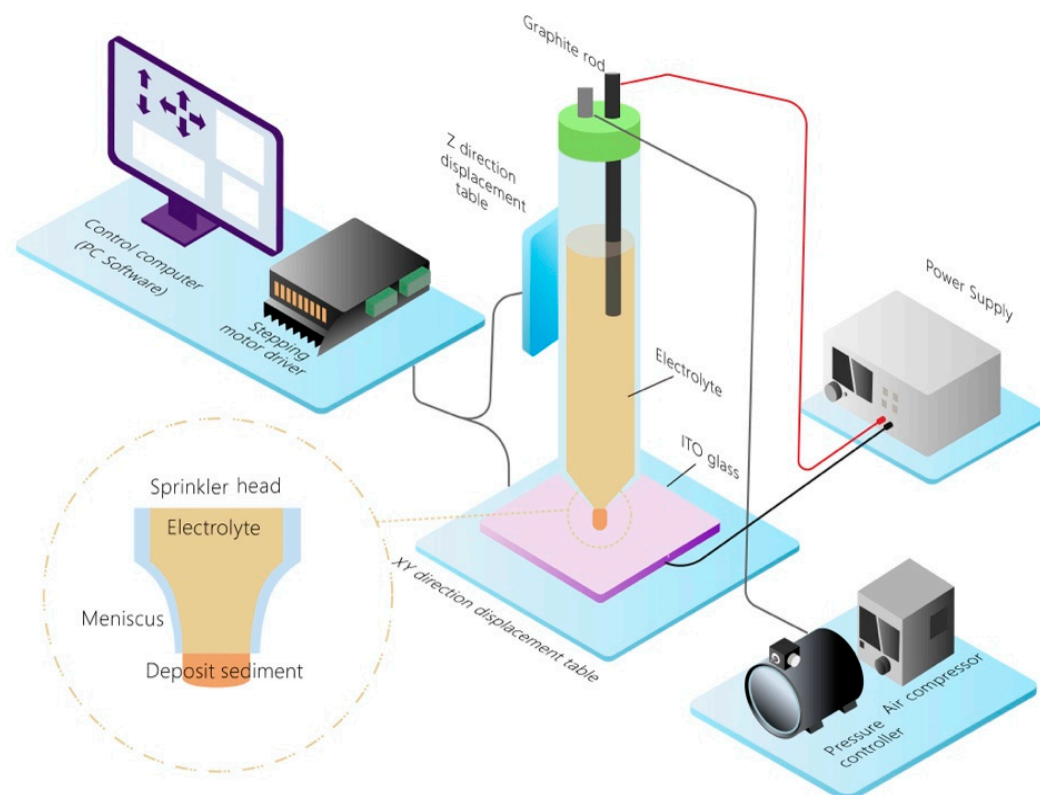 Graphite rod
Z direction
displacement
table
Control computer
(PC Software)
Stepping
motor driver
Power Supply
Electrolyte
ITO glass
Sprinkler head
Electrolyte
Meniscus
Deposit sediment
XY direction displacement table
Air compressor
Pressure
controller